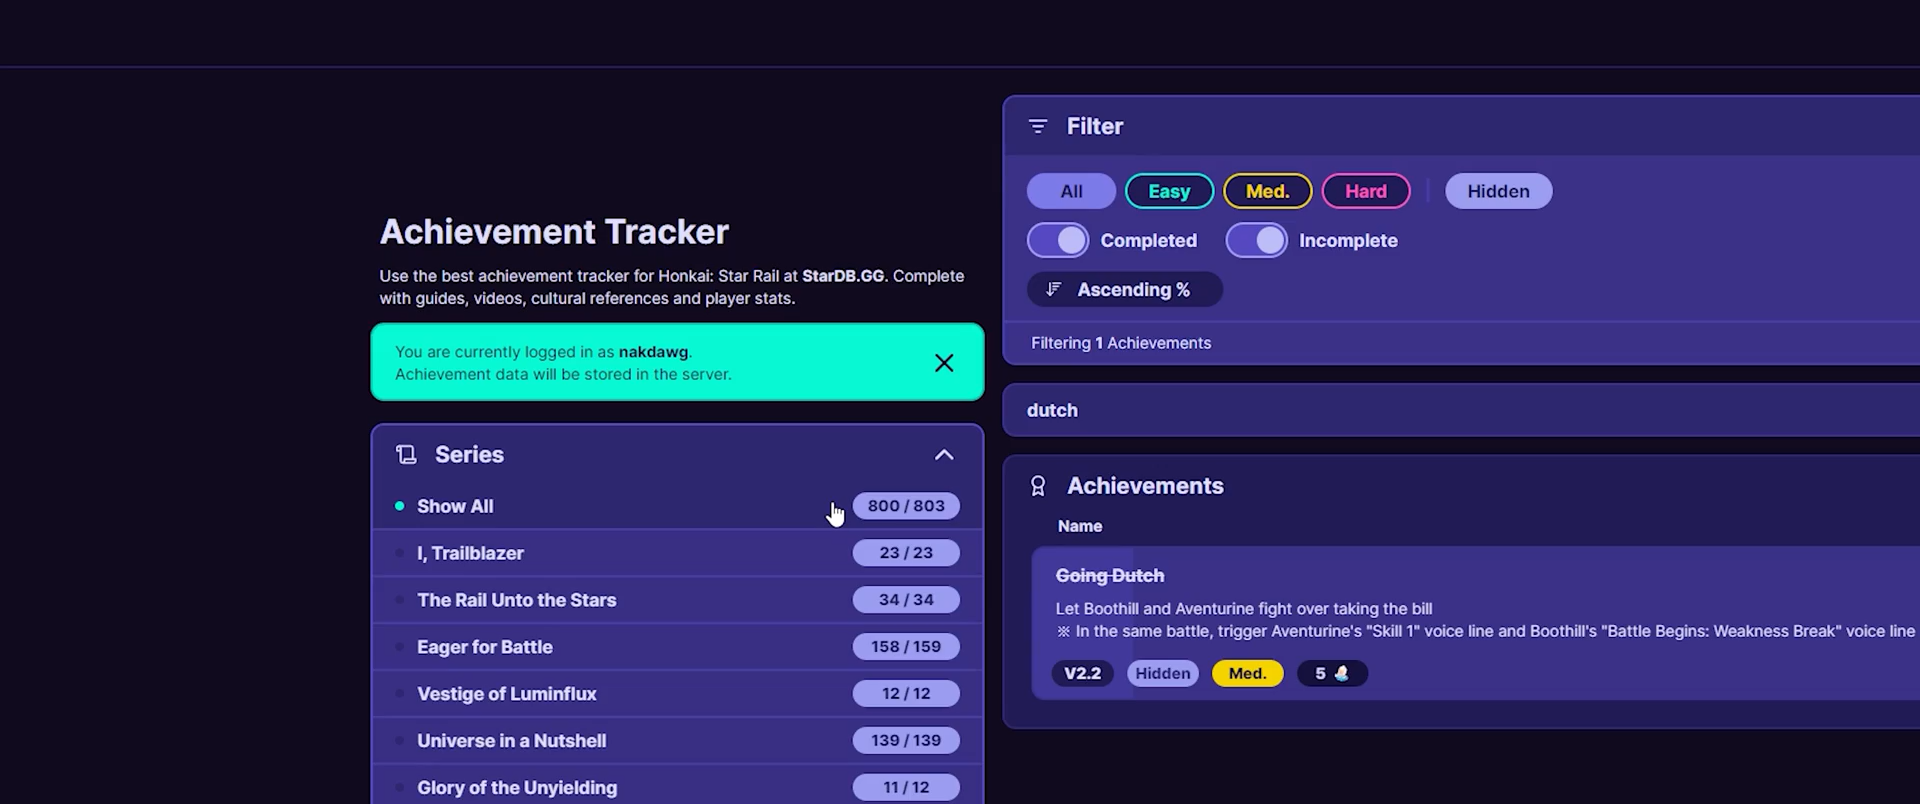 Achievement Tracker
Use the best achievement tracker for Honkai: Star Rail at StarDB.GG. Complete
with guides, videos, cultural references and player stats.
You are currently logged in as nakdawg.
Achievement data will be stored in the server.
Series
Show All 800 / 803
I, Trailblazer 23 / 23
The Rail Unto the Stars 34 / 34
Eager for Battle 158 / 159
Vestige of Luminflux 12 / 12
Universe in a Nutshell 139 / 139
Glory of the Unyielding 11 / 12
Filter
All Easy Med. Hard Hidden
Completed Incomplete
Ascending %
Filtering 1 Achievements
dutch
Achievements
Name
Going Dutch
Let Boothill and Aventurine fight over taking the bill
※ In the same battle, trigger Aventurine's "Skill 1" voice line and Boothill's "Battle Begins: Weakness Break" voice line
V2.2 Hidden Med. 5